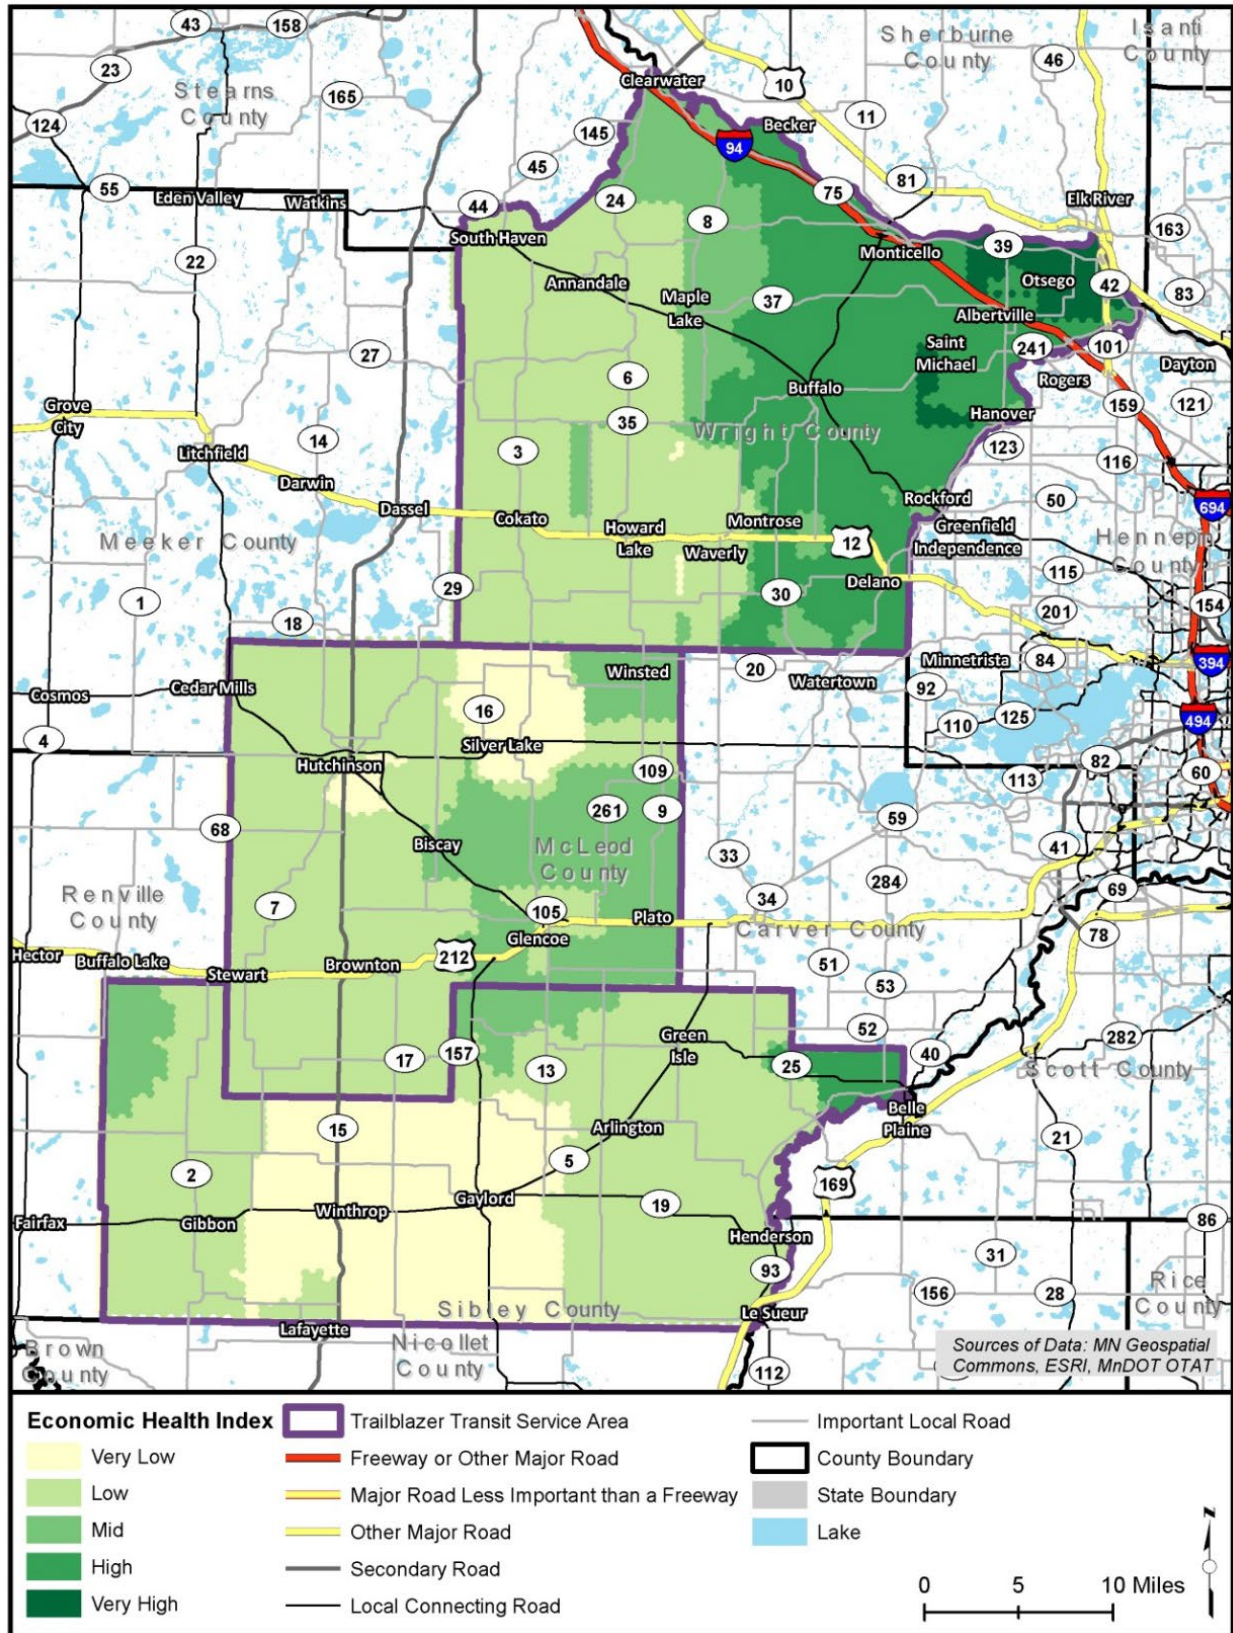 43
158
Sherburne
County
Isanti
County
23
Clearwater
10
46
Stearns
County
165
124
145
Becker
11
94
45
55
Eden Valley
Watkins
44
24
75
81
Elk River
South Haven
8
163
22
39
Monticello
Otsego
42
83
Annandale
Maple
Lake
37
Albertville
27
Saint
Michael
241
101
Dayton
6
Buffalo
Rogers
Grove
City
35
Wright County
Hanover
159
121
14
3
123
116
Litchfield
Darwin
Rockford
50
694
Dassel
Cokato
Howard
Lake
Montrose
Waverly
12
Greenfield
Independence
Hennepin
County
Meeker County
29
30
Delano
115
1
201
154
18
Minnetrista
84
394
Winsted
20
Cosmos
Cedar Mills
Watertown
92
16
125
110
494
4
Silver Lake
Hutchinson
109
82
60
113
261
9
59
68
Biscay
McLeod
County
33
41
284
Renville
County
7
34
69
105
Plato
Carver County
78
Glencoe
Hector
Buffalo Lake
Stewart
Brownton
212
51
53
Green
Isle
52
282
17
157
13
25
40
Scott County
Belle
Plaine
15
Arlington
21
2
5
169
Gaylord
19
Fairfax
Gibbon
Winthrop
86
Henderson
31
93
156
28
Rice
County
Sibley County
Le Sueur
Lafayette
Brown
County
Nicollet
County
112
Sources of Data: MN Geospatial
Commons, ESRI, MnDOT OTAT
Economic Health Index
Very Low
Low
Mid
High
Very High
Trailblazer Transit Service Area
Freeway or Other Major Road
Major Road Less Important than a Freeway
Other Major Road
Secondary Road
Local Connecting Road
Important Local Road
County Boundary
State Boundary
Lake
N
0 5 10 Miles